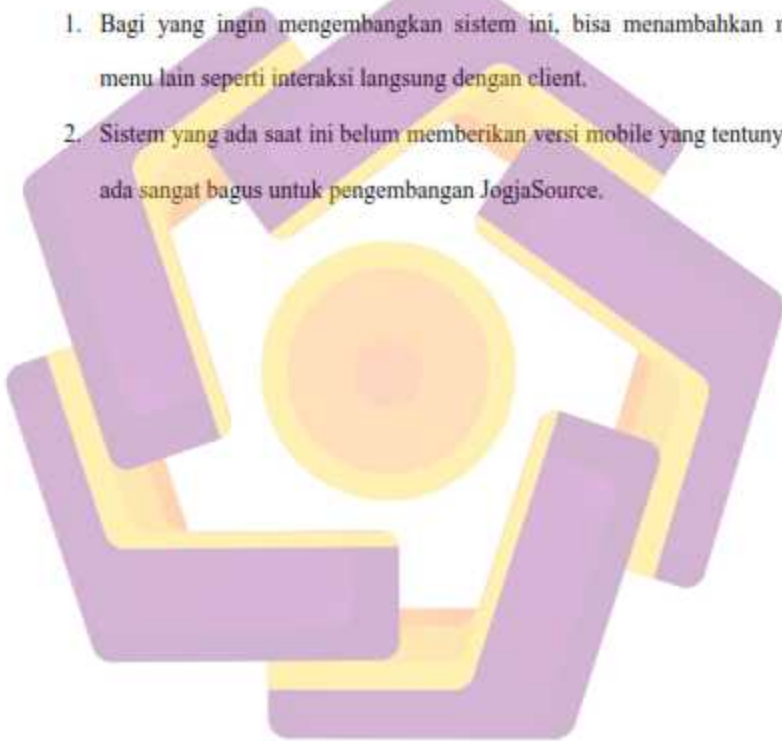 1. Bagi yang ingin mengembangkan sistem ini, bisa menambahkan
menu lain seperti interaksi langsung dengan client.
2. Sistem yang ada saat ini belum memberikan versi mobile yang
ada sangat bagus untuk pengembangan JogjaSource.